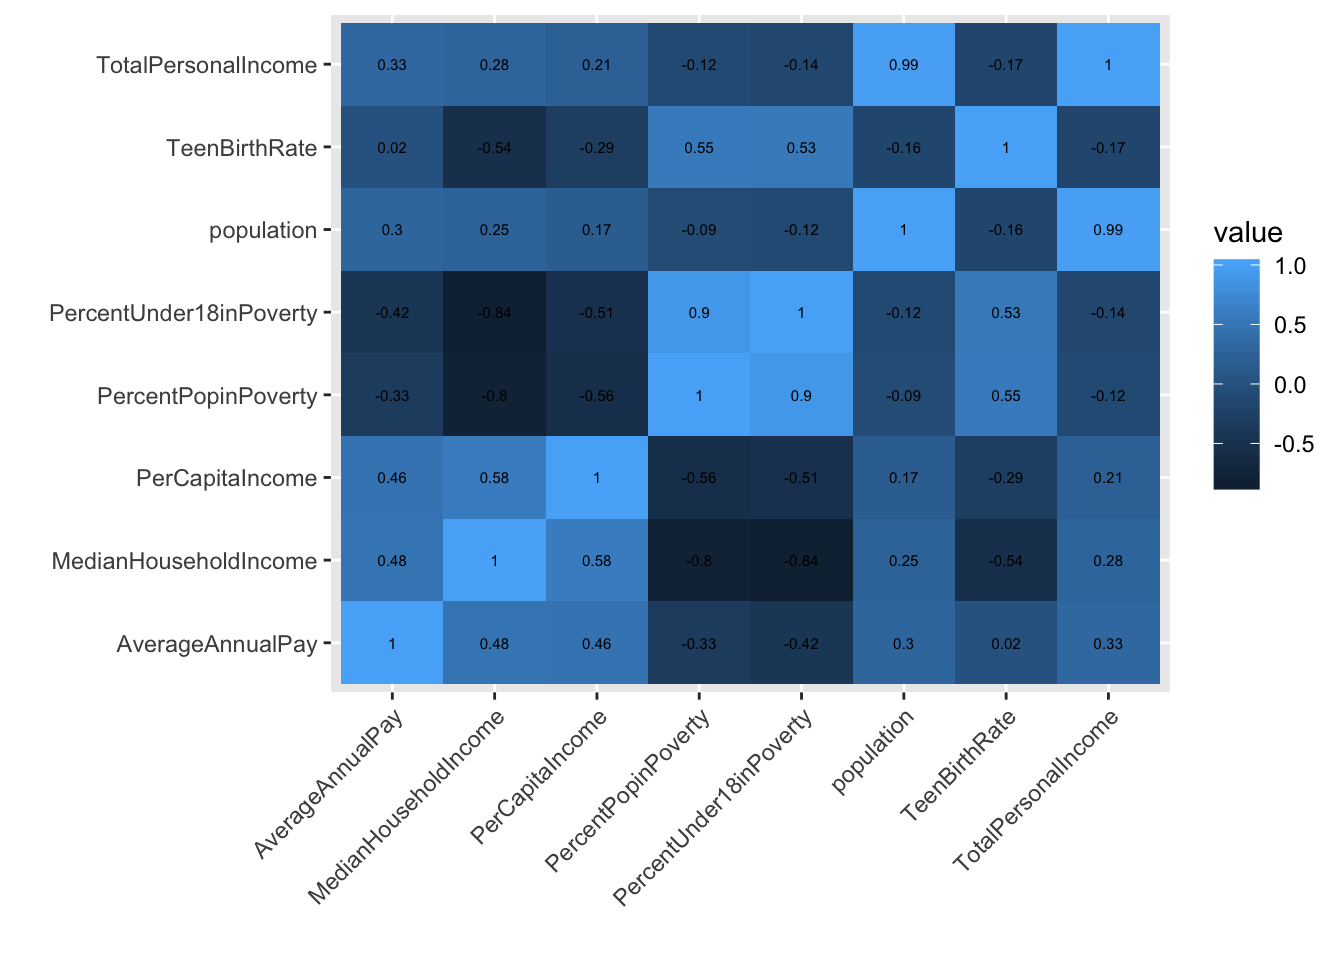 TotalPersonalIncome 0.33 0.28 0.21 -0.12 -0.14 0.99 -0.17 1
TeenBirthRate 0.02 -0.54 -0.29 0.55 0.53 -0.16 1 -0.17
population 0.3 0.25 0.17 -0.09 -0.12 1 -0.16 0.99
PercentUnder18inPoverty -0.42 -0.84 -0.51 0.9 1 -0.12 0.53 -0.14
PercentPopinPoverty -0.33 -0.8 -0.56 1 0.9 -0.09 0.55 -0.12
PerCapitaIncome 0.46 0.58 1 -0.56 -0.51 0.17 -0.29 0.21
MedianHouseholdIncome 0.48 1 0.58 -0.8 -0.84 0.25 -0.54 0.28
AverageAnnualPay 1 0.48 0.46 -0.33 -0.42 0.3 0.02 0.33
AverageAnnualPay
MedianHouseholdIncome
PerCapitaIncome
PercentPopinPoverty
PercentUnder18inPoverty
population
TeenBirthRate
TotalPersonalIncome
value
1.0
0.5
0.0
-0.5